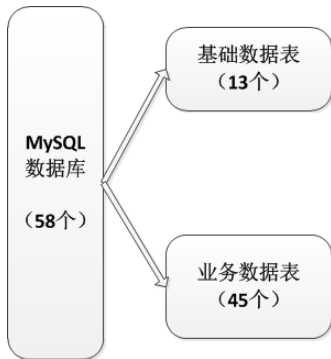 MySQL
数据库
（58个）
基础数据表
（13个）
业务数据表
（45个）